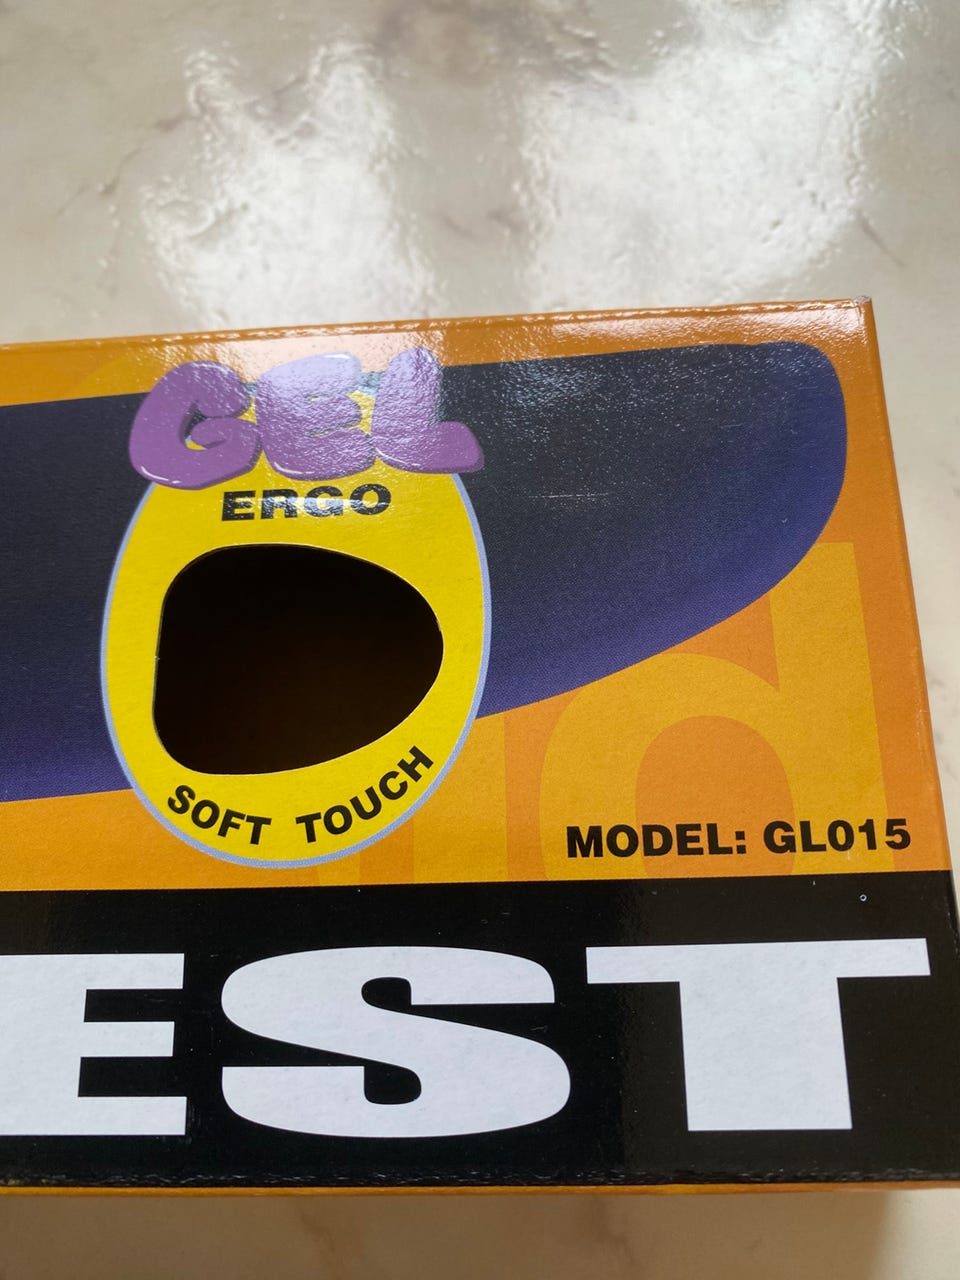 GEL
ERGO
SOFT TOUCH
MODEL: GL015
EST